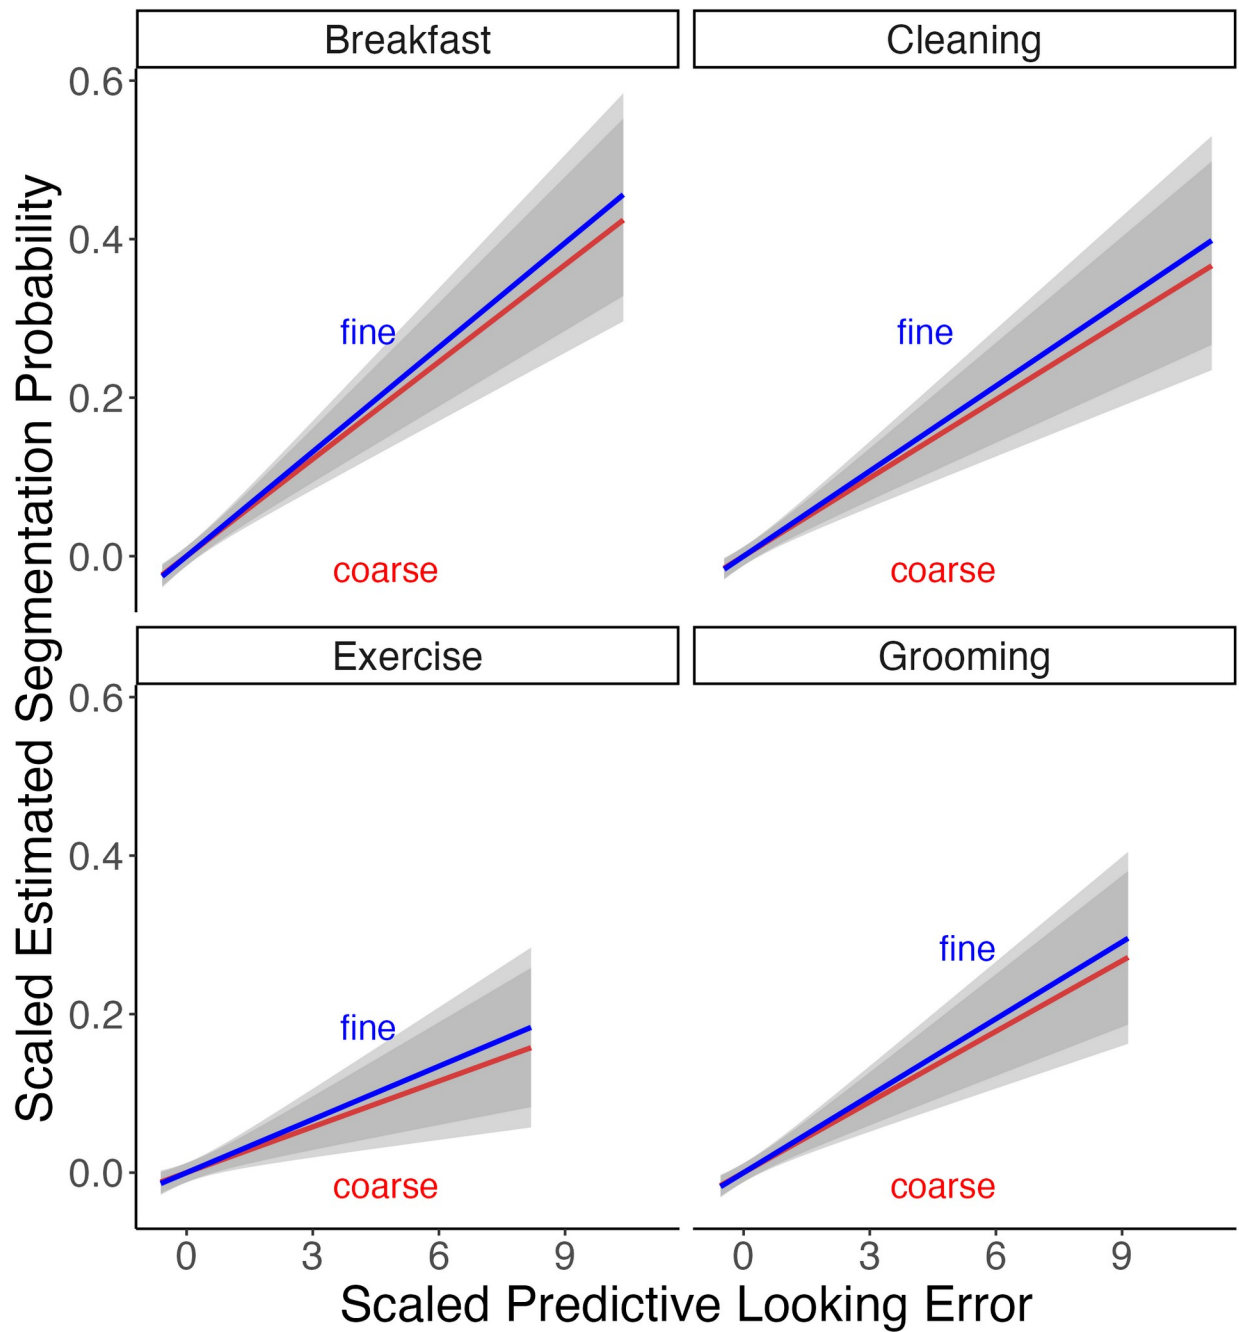 Breakfast
Cleaning
0.6
0.4
0.2
0.0
fine
coarse
fine
coarse
Exercise
Grooming
0.6
0.4
0.2
0.0
fine
coarse
fine
coarse
0 3 6 9
0 3 6 9
Scaled Predictive Looking Error
Scaled Estimated Segmentation Probability